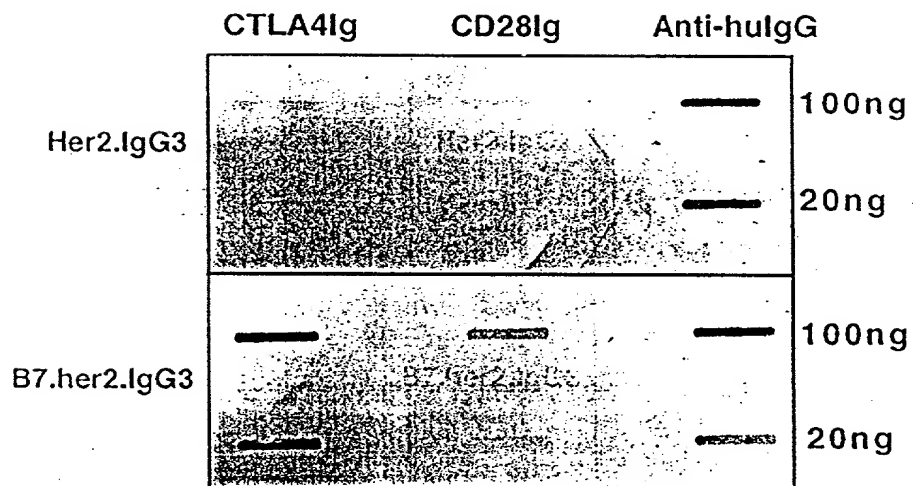 CTLA4Ig CD28Ig Anti-huIgG
Her2.IgG3
100ng
20ng
B7.her2.IgG3
100ng
20ng